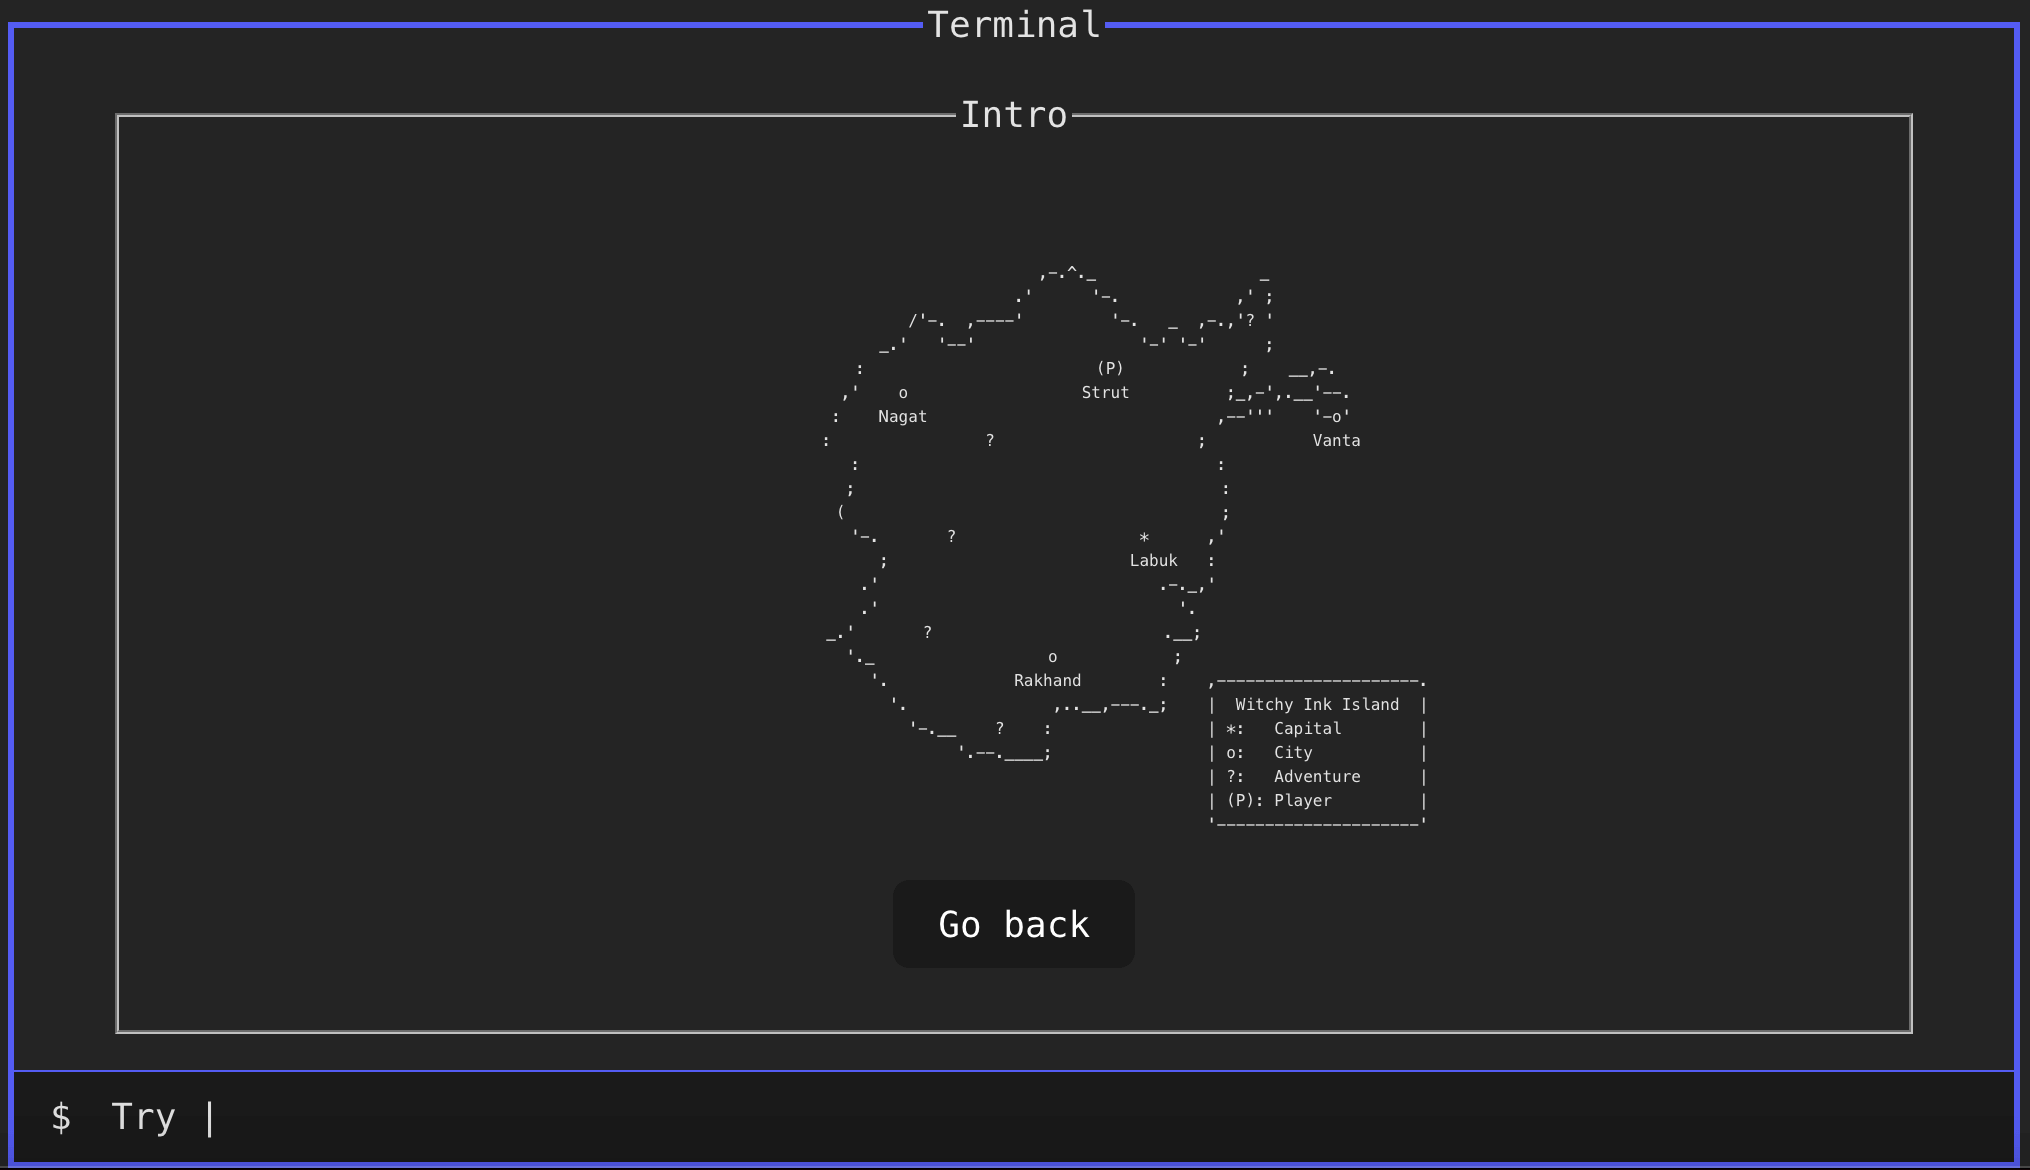 Terminal
Intro
?
(P)
o
Strut
Nagat
?
o
Vanta
?
*
Labuk
?
o
Rakhand
Witchy Ink Island
?
*: Capital
o: City
?: Adventure
(P): Player
Go back
$ Try |